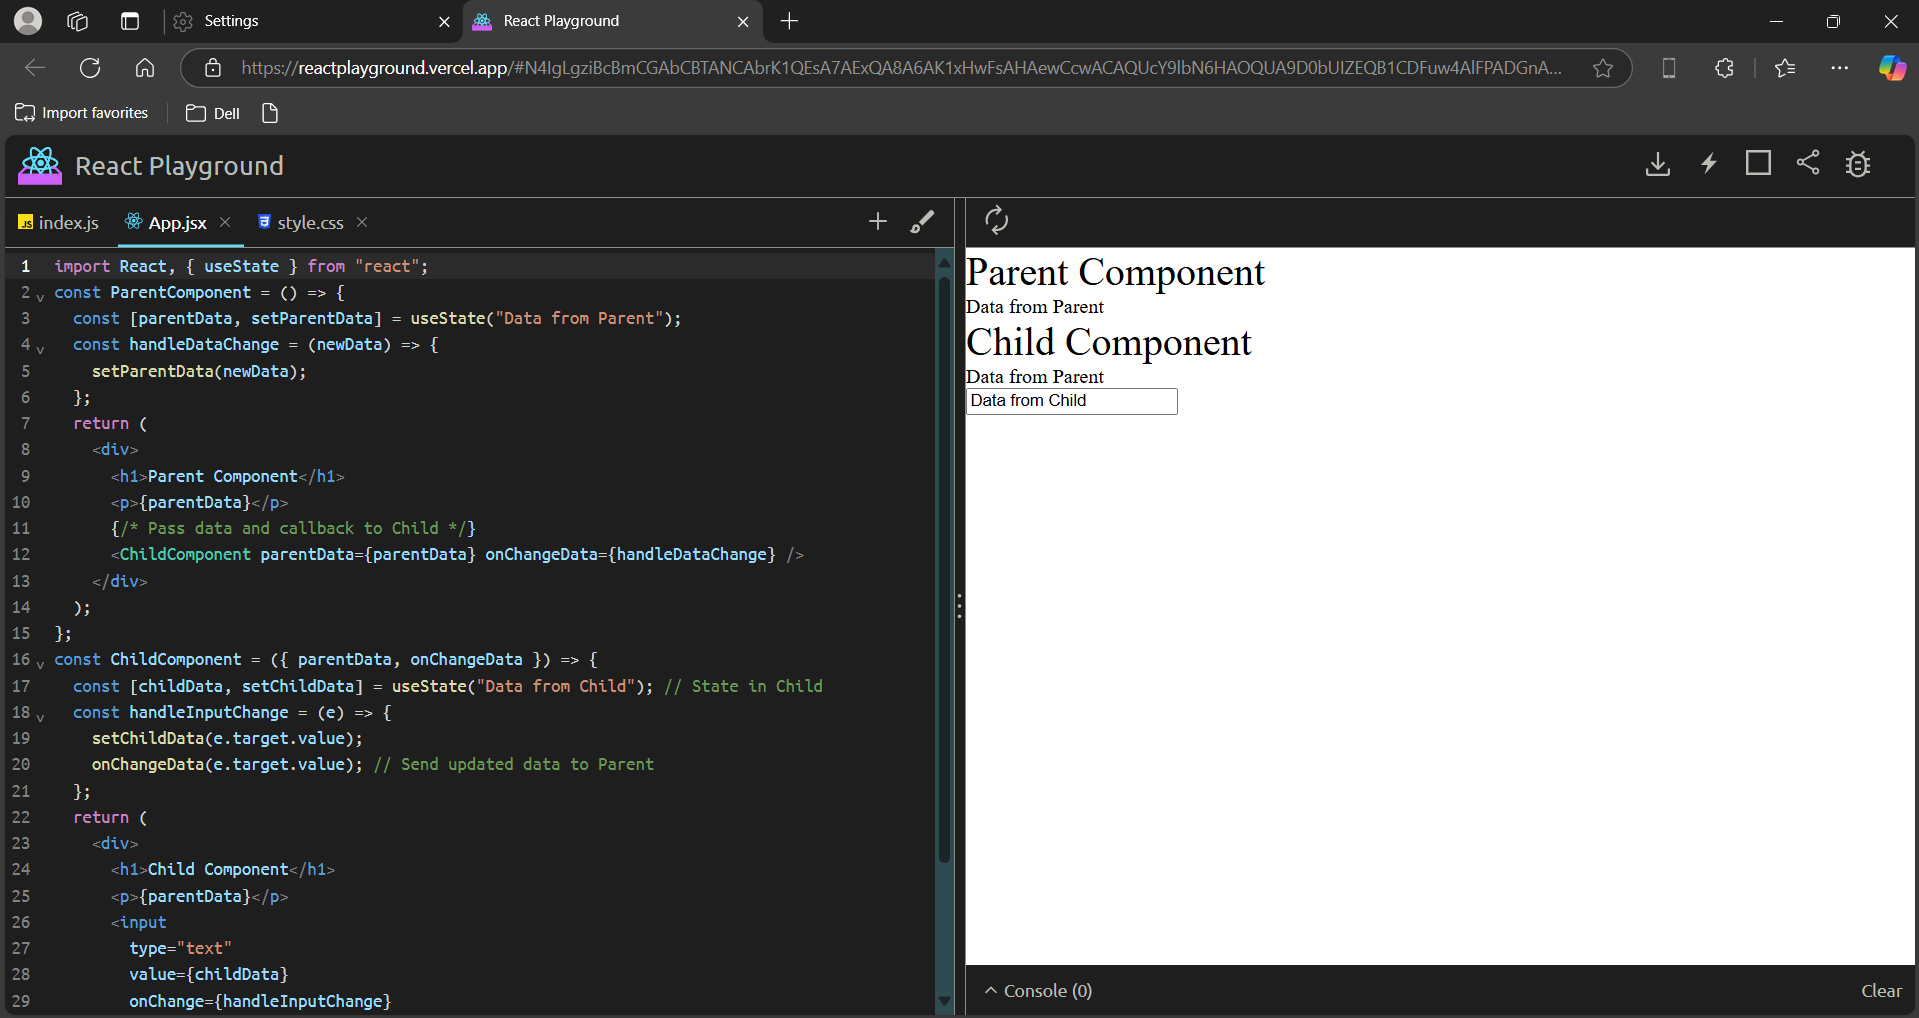 Settings
React Playground
https://reactplayground.vercel.app/#N4IgLgziBcBmCGAbCBTANCAbrK1QEsA7AExQA8A6AK1xHwFsAHAewCcwACAQUcY9lbN6HAOQUA9D0bUIZEQB1CDFuw4AlFPADGnA...
Import favorites
Dell
React Playground
JS index.js
App.jsx
style.css
1 import React, { useState } from "react";
2 const ParentComponent = () => {
3 const [parentData, setParentData] = useState("Data from Parent");
4 const handleDataChange = (newData) => {
5 setParentData(newData);
6 };
7 return (
8 <div>
9 <h1>Parent Component</h1>
10 <p>{parentData}</p>
11 {/* Pass data and callback to Child */}
12 <ChildComponent parentData={parentData} onChangeData={handleDataChange} />
13 </div>
14 );
15 };
16 const ChildComponent = ({ parentData, onChangeData }) => {
17 const [childData, setChildData] = useState("Data from Child"); // State in Child
18 const handleInputChange = (e) => {
19 setChildData(e.target.value);
20 onChangeData(e.target.value); // Send updated data to Parent
21 };
22 return (
23 <div>
24 <h1>Child Component</h1>
25 <p>{parentData}</p>
26 <input
27 type="text"
28 value={childData}
29 onChange={handleInputChange}
Parent Component
Data from Parent
Child Component
Data from Parent
Data from Child
Console (0)
Clear